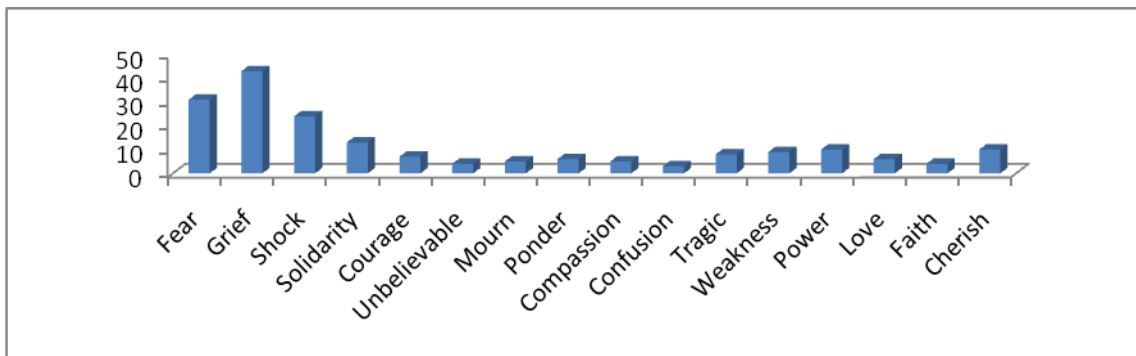 50
40
30
20
10
0
Fear
Grief
Shock
Solidarity
Courage
Unbelievable
Mourn
Ponder
Compassion
Confusion
Tragic
Weakness
Power
Love
Faith
Cherish